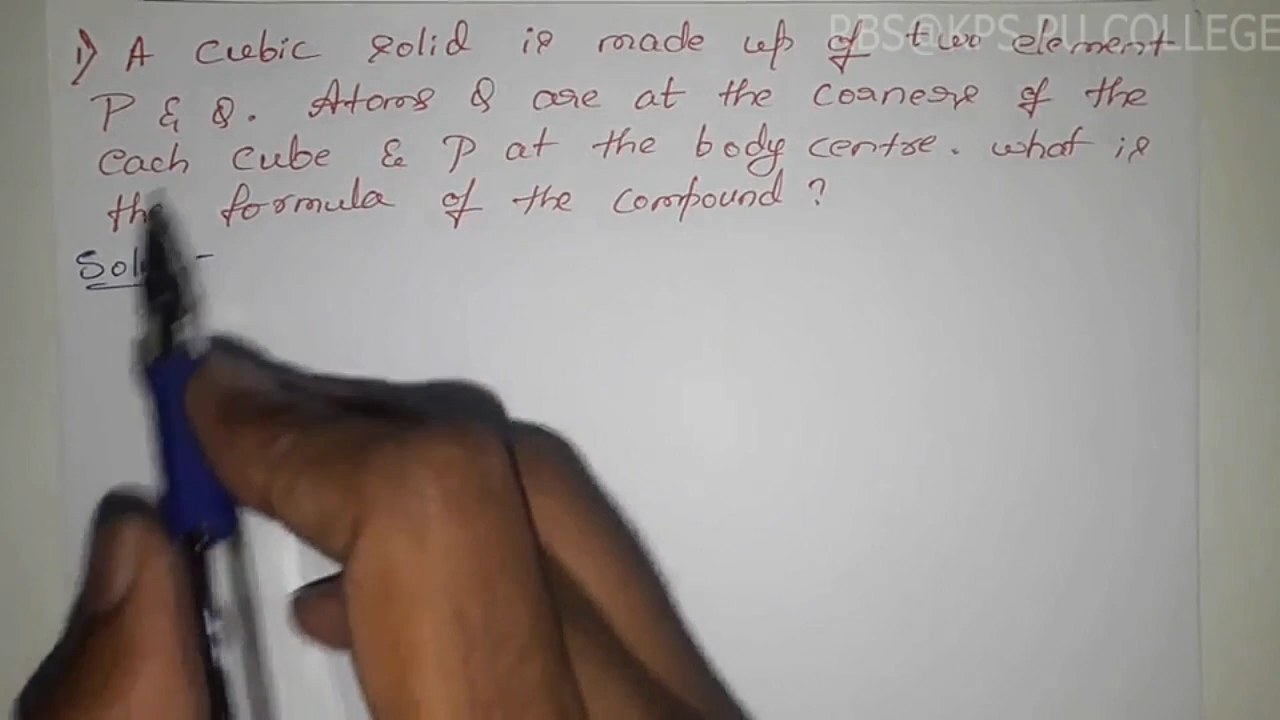 PBS@KPS PU COLLEGE
1) A cubic solid is made up of two element
P & Q. Atoms Q are at the corners of the
each cube & P at the body centre. what is
the formula of the compound ?
Sol -